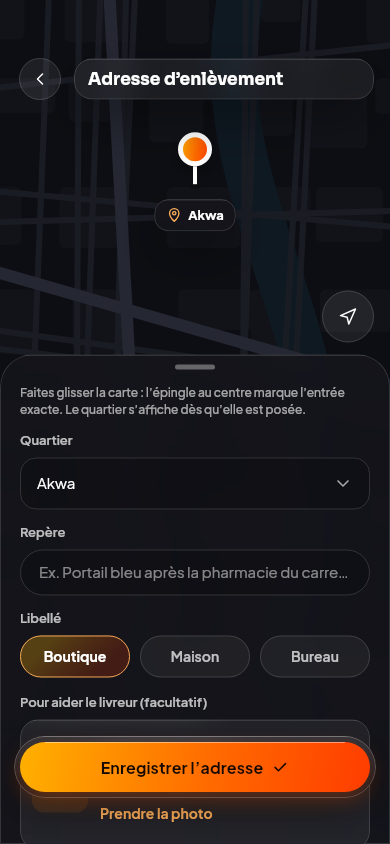 Adresse d’enlèvement
Akwa
Faites glisser la carte : l’épingle au centre marque l’entrée
exacte. Le quartier s’affiche dès qu’elle est posée.
Quartier
Akwa
Repère
Ex. Portail bleu après la pharmacie du carre…
Libellé
Boutique
Maison
Bureau
Pour aider le livreur (facultatif)
Enregistrer l’adresse
Prendre la photo